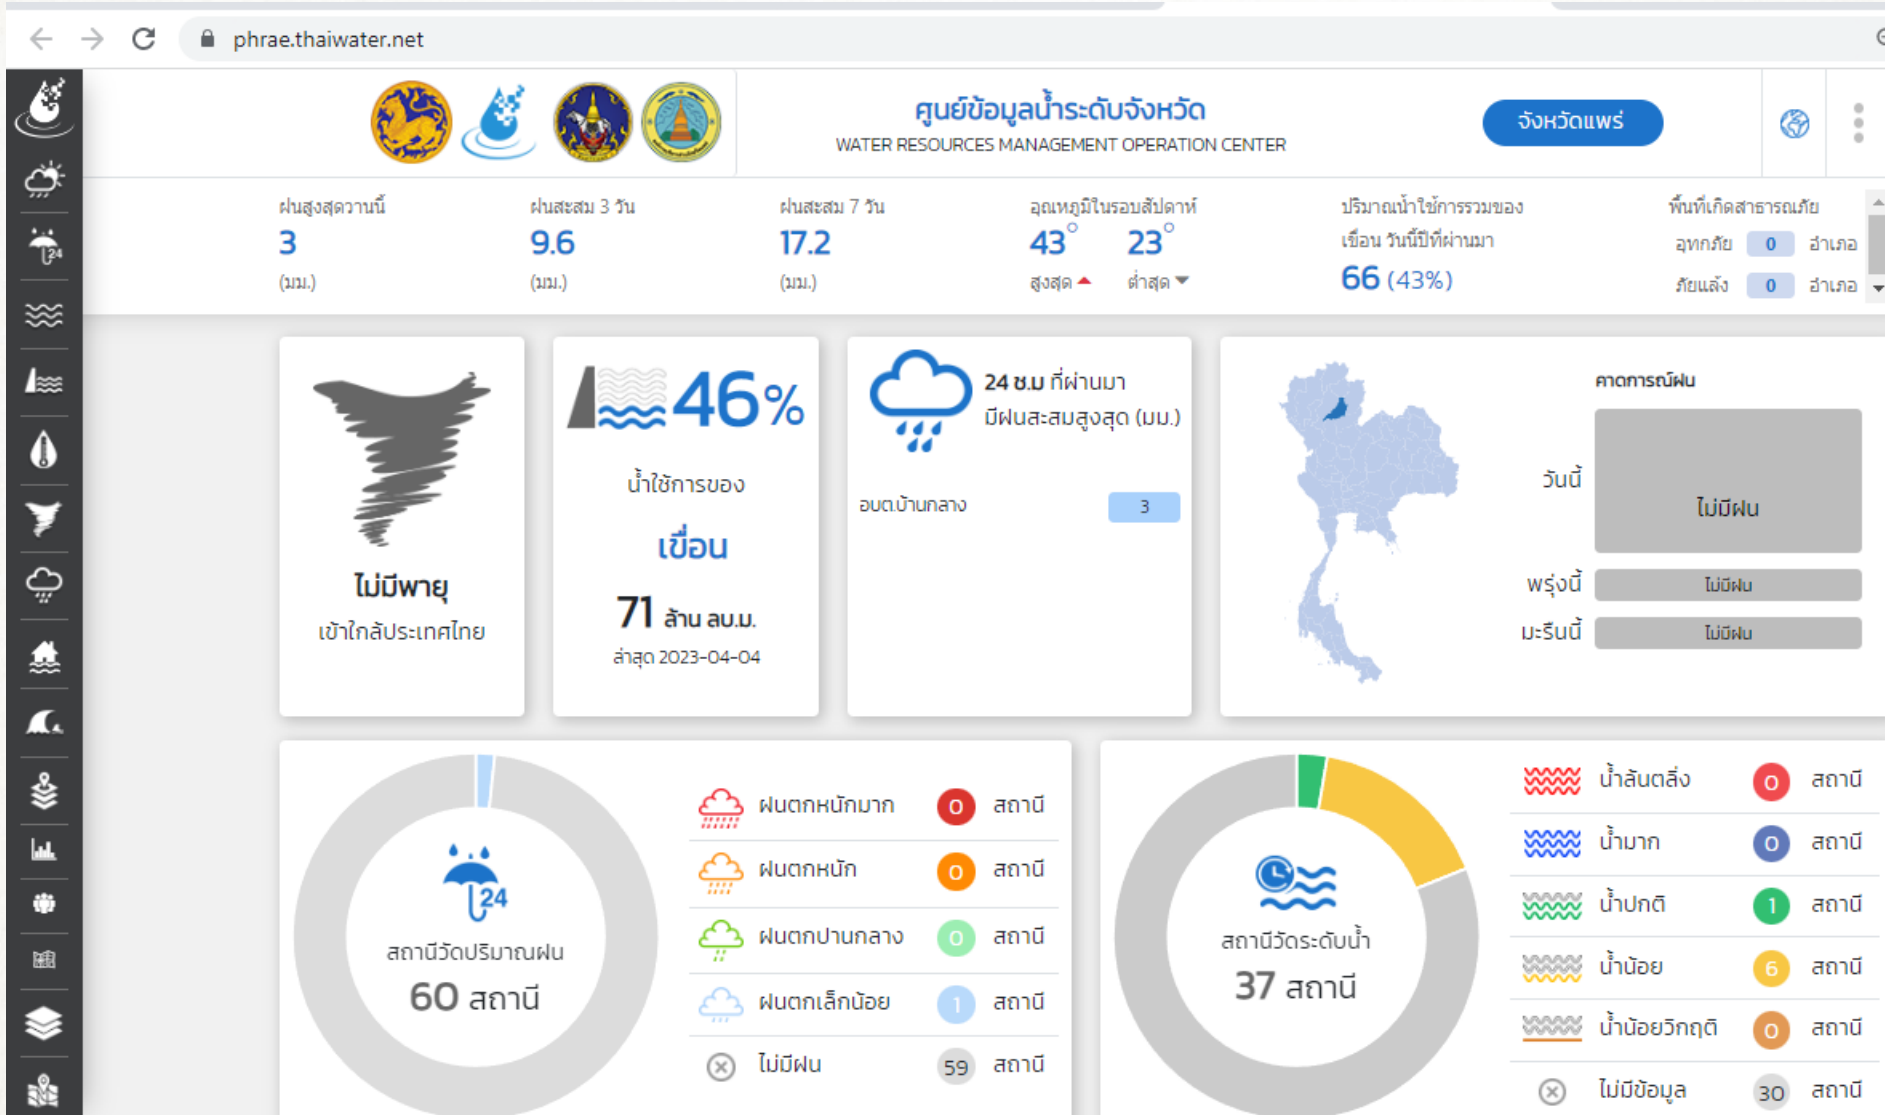 phrae.thaiwater.net
ศูนย์ข้อมูลน้ำระดับจังหวัด
WATER RESOURCES MANAGEMENT OPERATION CENTER
จังหวัดแพร่
ฝนสูงสุดวานนี้
3
(มม.)
ฝนสะสม 3 วัน
9.6
(มม.)
ฝนสะสม 7 วัน
17.2
(มม.)
อุณหภูมิในรอบสัปดาห์
43° 23°
สูงสุด ต่ำสุด
ปริมาณน้ำใช้การรวมของ
เขื่อน วันนี้ปีที่ผ่านมา
66 (43%)
พื้นที่เกิดสาธารณภัย
อุทกภัย 0 อำเภอ
ภัยแล้ง 0 อำเภอ
ไม่มีพายุ
เข้าใกล้ประเทศไทย
46%
น้ำใช้การของ
เขื่อน
71 ล้าน ลบ.ม.
ล่าสุด 2023-04-04
24 ช.ม ที่ผ่านมา
มีฝนสะสมสูงสุด (มม.)
อบต.บ้านกลาง 3
คาดการณ์ฝน
วันนี้ ไม่มีฝน
พรุ่งนี้ ไม่มีฝน
มะรืนนี้ ไม่มีฝน
24
สถานีวัดปริมาณฝน
60 สถานี
ฝนตกหนักมาก 0 สถานี
ฝนตกหนัก 0 สถานี
ฝนตกปานกลาง 0 สถานี
ฝนตกเล็กน้อย 1 สถานี
ไม่มีฝน 59 สถานี
สถานีวัดระดับน้ำ
37 สถานี
น้ำล้นตลิ่ง 0 สถานี
น้ำมาก 0 สถานี
น้ำปกติ 1 สถานี
น้ำน้อย 6 สถานี
น้ำน้อยวิกฤติ 0 สถานี
ไม่มีข้อมูล 30 สถานี